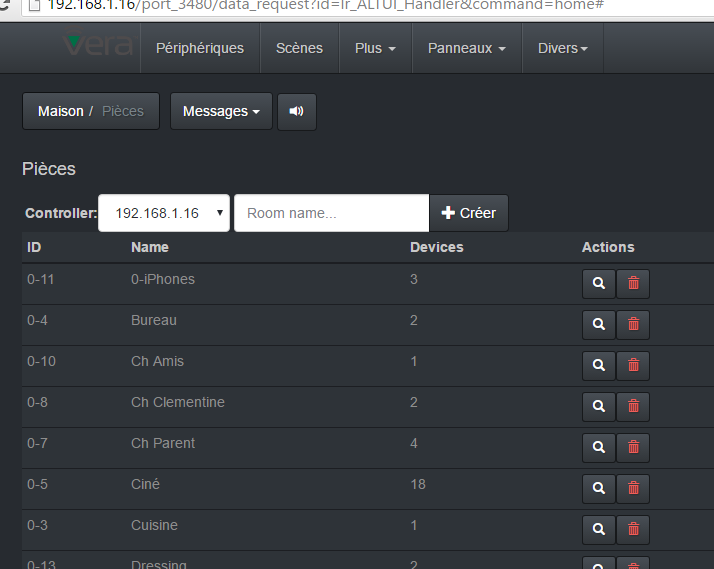 192.168.1.16/port_3480/data_request?id=lr_ALTUI_Handler&command=home#
vera Périphériques Scènes Plus Panneaux Divers
Maison / Pièces Messages
Pièces
Controller: 192.168.1.16 Room name... Créer
ID Name Devices Actions
0-11 0-iPhones 3
0-4 Bureau 2
0-10 Ch Amis 1
0-8 Ch Clementine 2
0-7 Ch Parent 4
0-5 Ciné 18
0-3 Cuisine 1
0-13 Dressing 2